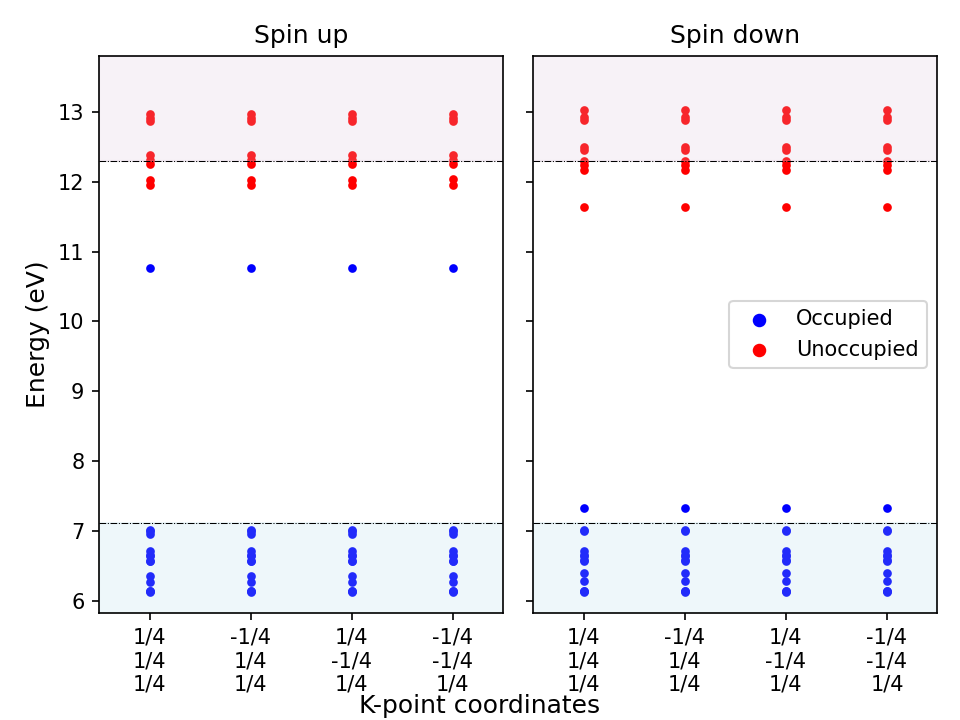 Spin up
Spin down
Energy (eV)
13
12
11
10
9
8
7
6
Occupied
Unoccupied
1/4 -1/4 1/4 -1/4 1/4 -1/4 1/4 -1/4
1/4 1/4 -1/4 -1/4 1/4 1/4 -1/4 -1/4
1/4 1/4 1/4 1/4 1/4 1/4 1/4 1/4
K-point coordinates